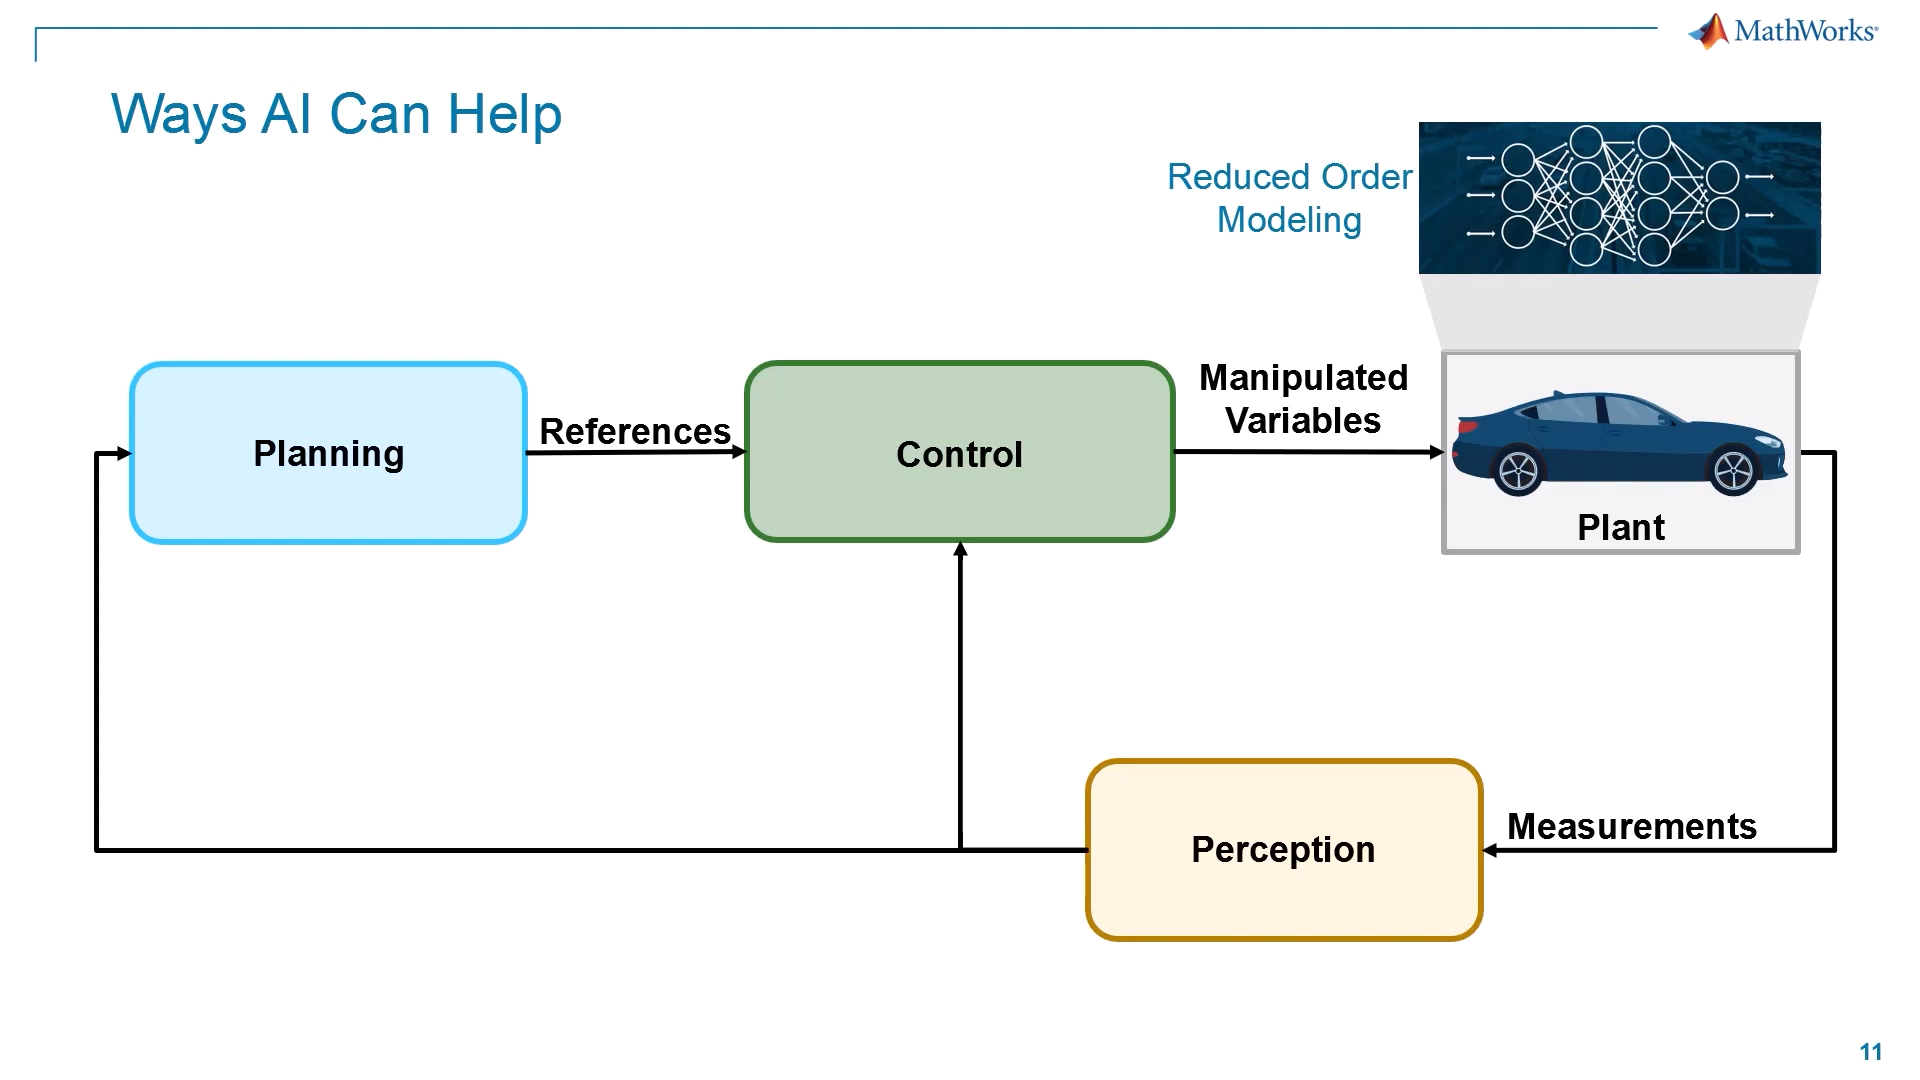 MathWorks®
Ways AI Can Help
Reduced Order
Modeling
Planning
References
Control
Manipulated
Variables
Plant
Perception
Measurements
11